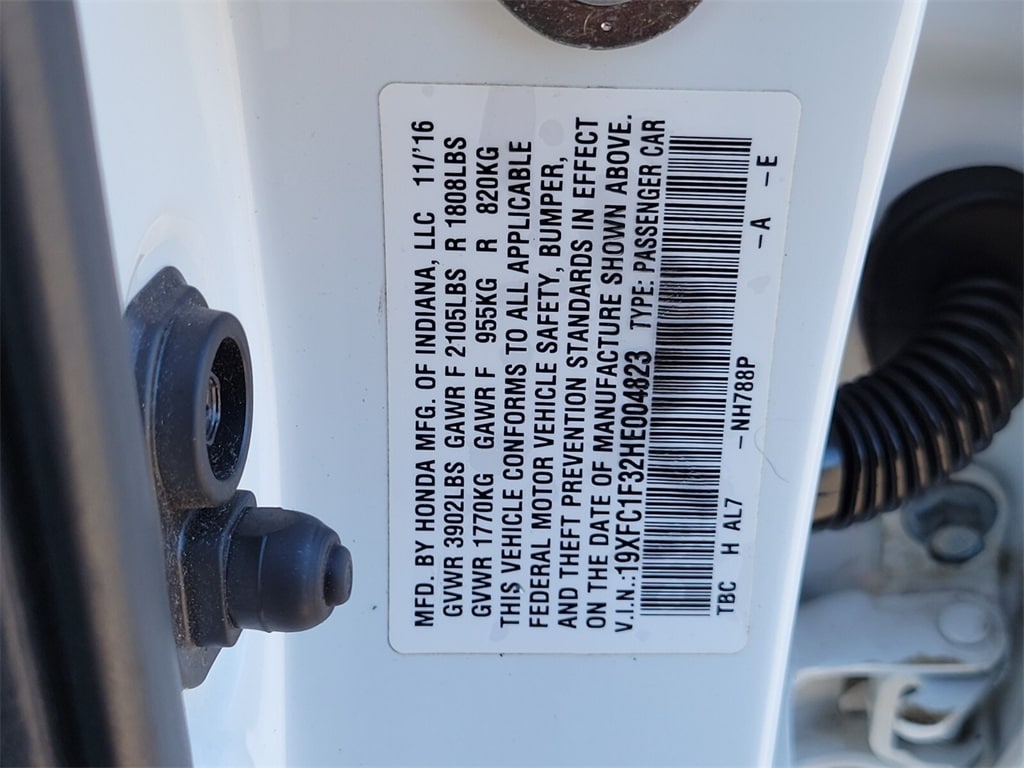 MFD. BY HONDA MFG. OF INDIANA, LLC 11/'16
GVWR 3902LBS GAWR F 2105LBS R 1808LBS
GVWR 1770KG GAWR F 955KG R 820KG
THIS VEHICLE CONFORMS TO ALL APPLICABLE
FEDERAL MOTOR VEHICLE SAFETY, BUMPER,
AND THEFT PREVENTION STANDARDS IN EFFECT
ON THE DATE OF MANUFACTURE SHOWN ABOVE.
V.I.N.:19XFC1F32HE004823 TYPE: PASSENGER CAR
TBC H AL7 -NH788P -A -E